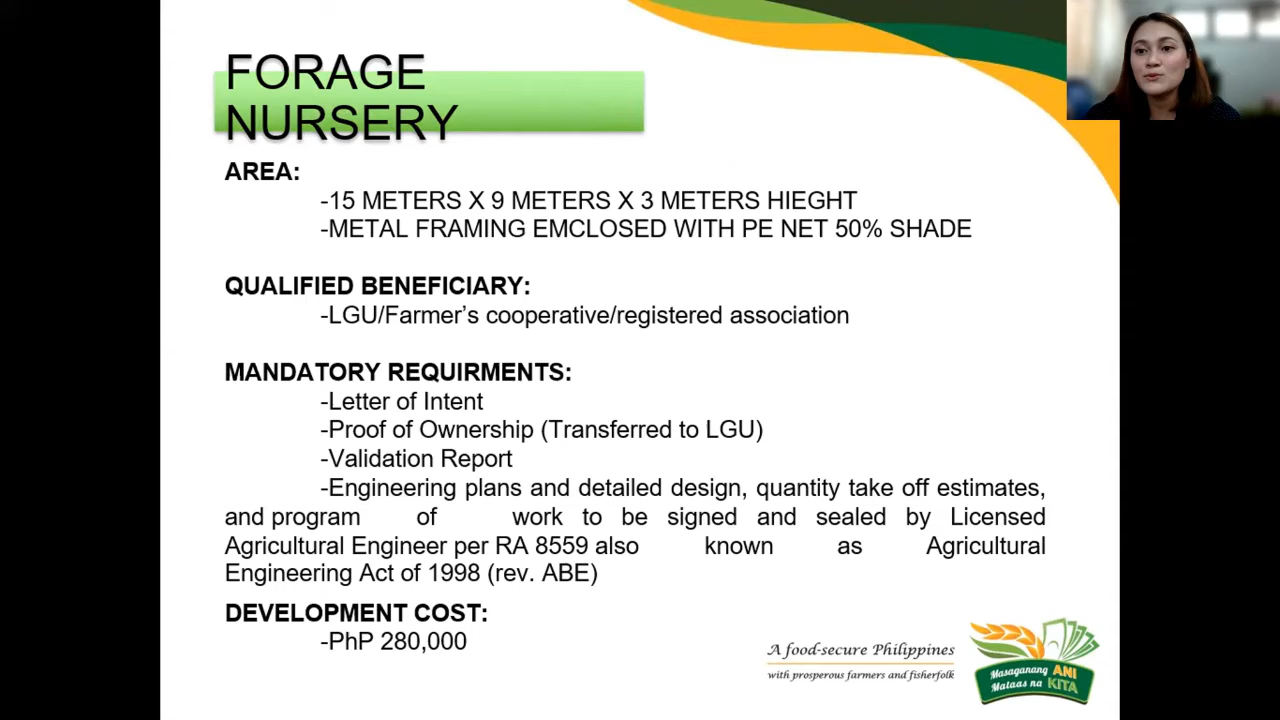 FORAGE
NURSERY
AREA:
-15 METERS X 9 METERS X 3 METERS HIEGHT
-METAL FRAMING EMCLOSED WITH PE NET 50% SHADE
QUALIFIED BENEFICIARY:
-LGU/Farmer’s cooperative/registered association
MANDATORY REQUIRMENTS:
-Letter of Intent
-Proof of Ownership (Transferred to LGU)
-Validation Report
-Engineering plans and detailed design, quantity take off estimates,
and program of work to be signed and sealed by Licensed
Agricultural Engineer per RA 8559 also known as Agricultural
Engineering Act of 1998 (rev. ABE)
DEVELOPMENT COST:
-PhP 280,000
A food-secure Philippines
with prosperous farmers and fisherfolk
Masaganang ANI
Mataas na KITA